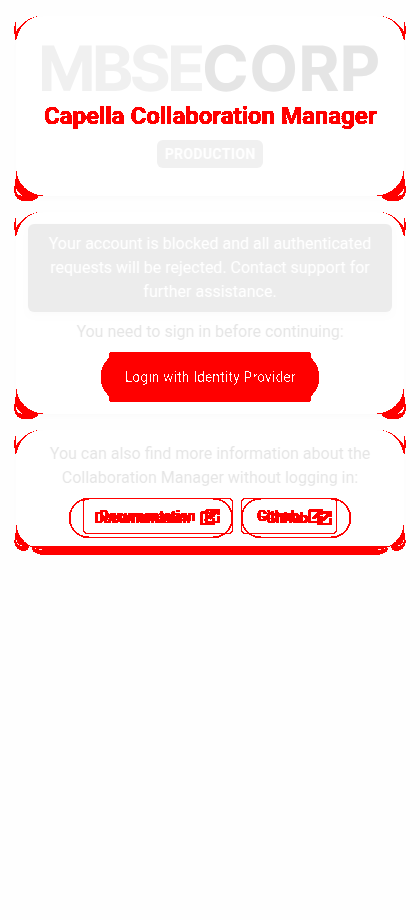 MBSECORP
Capella Collaboration Manager
PRODUCTION
Your account is blocked and all authenticated
requests will be rejected. Contact support for
further assistance.
You need to sign in before continuing:
Login with Identity Provider
You can also find more information about the
Collaboration Manager without logging in:
Documentation Github